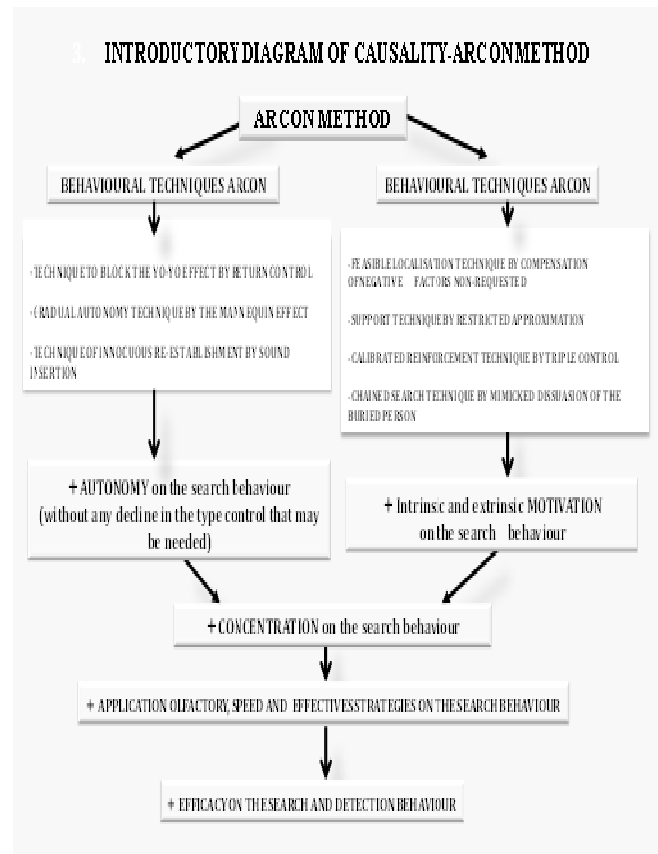 3. INTRODUCTORY DIAGRAM OF CAUSALITY-ARCON METHOD
ARCON METHOD
BEHAVIOURAL TECHNIQUES ARCON
BEHAVIOURAL TECHNIQUES ARCON
-TECHNIQUE TO BLOCK THE YO-YO EFFECT BY RETURN CONTROL
-GRADUAL AUTONOMY TECHNIQUE BY THE MANNEQUIN EFFECT
-TECHNIQUE OF INNOCUOUS RE-ESTABLISHMENT BY SOUND
INSERTION
-FEASIBLE LOCALISATION TECHNIQUE BY COMPENSATION
OF NEGATIVE FACTORS NON-REQUESTED
-SUPPORT TECHNIQUE BY RESTRICTED APPROXIMATION
-CALIBRATED REINFORCEMENT TECHNIQUE BY TRIPLE CONTROL
-CHAINED SEARCH TECHNIQUE BY MIMICKED DISSUASION OF THE
BURIED PERSON
+ AUTONOMY on the search behaviour
(without any decline in the type control that may
be needed)
+ Intrinsic and extrinsic MOTIVATION
on the search behaviour
+ CONCENTRATION on the search behaviour
+ APPLICATION OLFACTORY, SPEED AND EFFECTIVE STRATEGIES ON THE SEARCH BEHAVIOUR
+ EFFICACY ON THE SEARCH AND DETECTION BEHAVIOUR